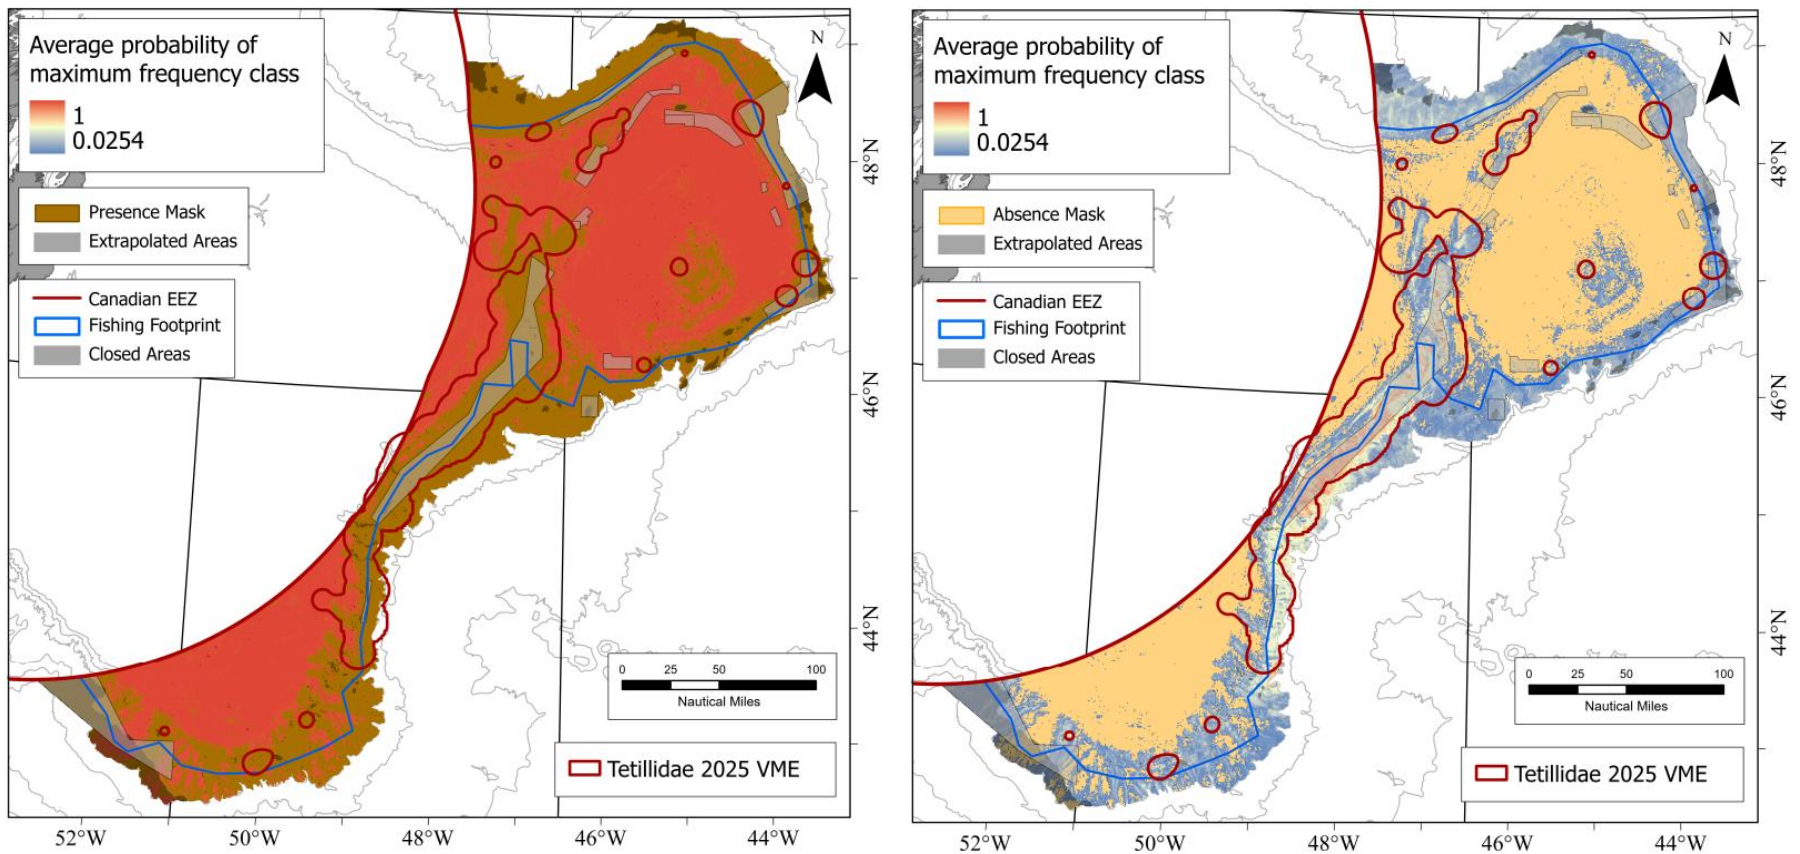 Average probability of
maximum frequency class
1
0.0254
Presence Mask
Extrapolated Areas
Canadian EEZ
Fishing Footprint
Closed Areas
N
48°N
46°N
44°N
0 25 50 100
Nautical Miles
Tetillidae 2025 VME
52°W 50°W 48°W 46°W 44°W
Average probability of
maximum frequency class
1
0.0254
Absence Mask
Extrapolated Areas
Canadian EEZ
Fishing Footprint
Closed Areas
N
48°N
46°N
44°N
0 25 50 100
Nautical Miles
Tetillidae 2025 VME
52°W 50°W 48°W 46°W 44°W